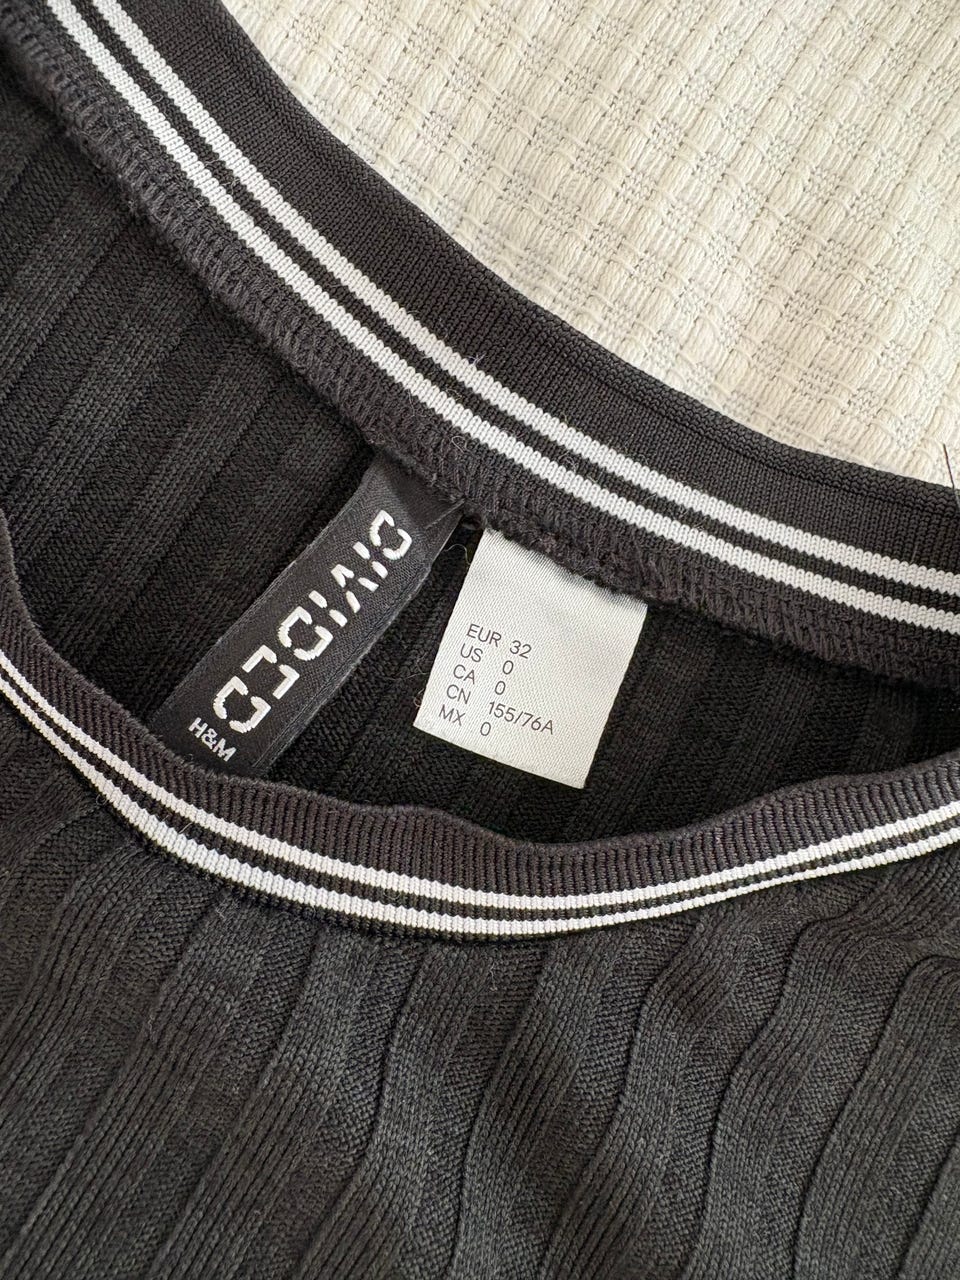 DIVIDED
H&M
EUR 32
US 0
CA 0
CN 155/76A
MX 0